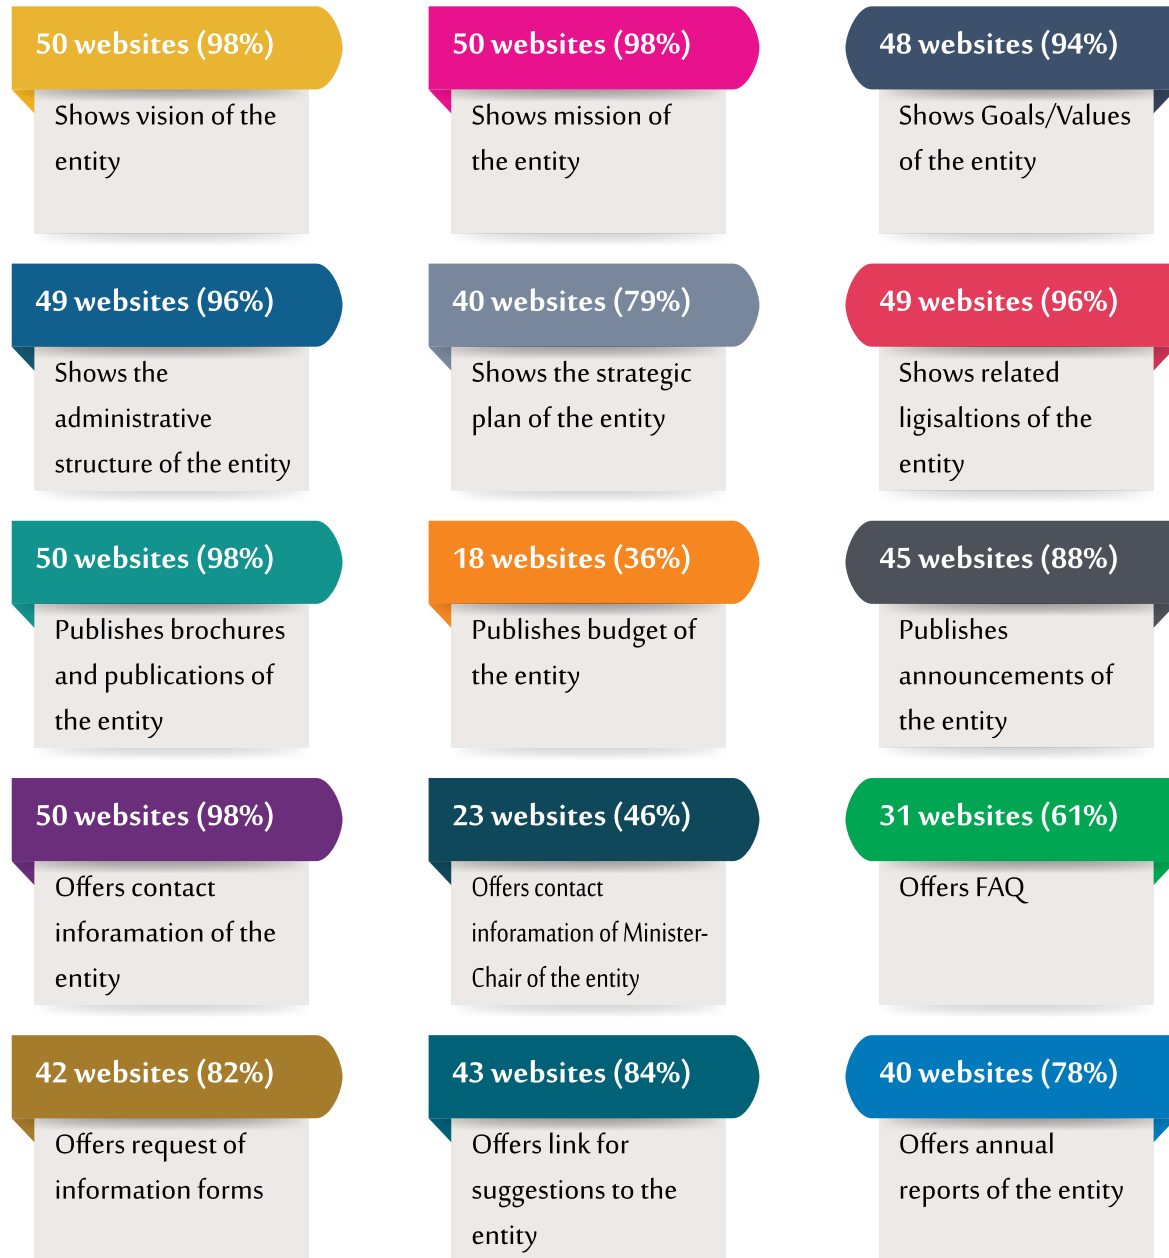 50 websites (98%)
Shows vision of the
entity
50 websites (98%)
Shows mission of
the entity
48 websites (94%)
Shows Goals/Values
of the entity
49 websites (96%)
Shows the
administrative
structure of the entity
40 websites (79%)
Shows the strategic
plan of the entity
49 websites (96%)
Shows related
ligisaltions of the
entity
50 websites (98%)
Publishes brochures
and publications of
the entity
18 websites (36%)
Publishes budget of
the entity
45 websites (88%)
Publishes
announcements of
the entity
50 websites (98%)
Offers contact
inforamation of the
entity
23 websites (46%)
Offers contact
inforamation of Minister-
Chair of the entity
31 websites (61%)
Offers FAQ
42 websites (82%)
Offers request of
information forms
43 websites (84%)
Offers link for
suggestions to the
entity
40 websites (78%)
Offers annual
reports of the entity